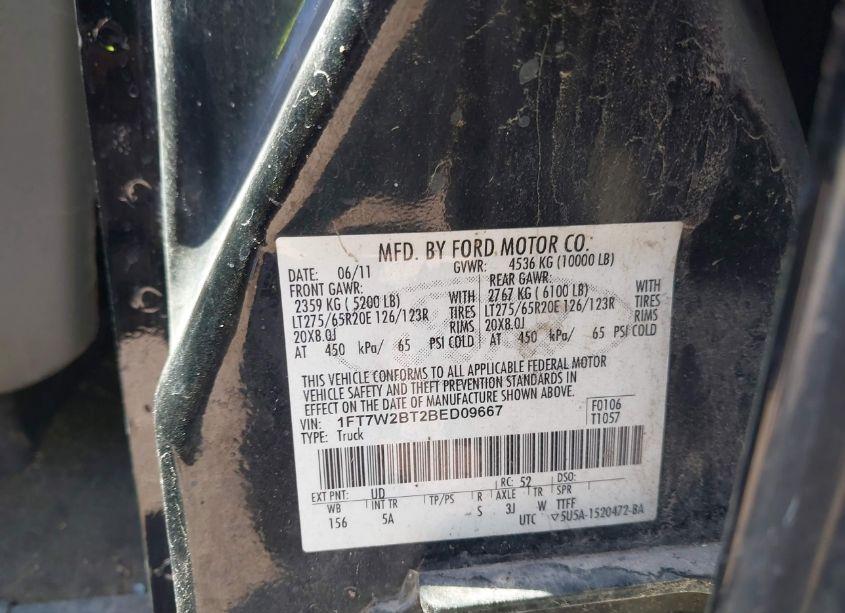 MFD. BY FORD MOTOR CO.
DATE: 06/11 GVWR: 4536 KG (10000 LB)
FRONT GAWR: REAR GAWR:
2359 KG ( 5200 LB) WITH 2767 KG ( 6100 LB) WITH
LT275/65R20E 126/123R TIRES LT275/65R20E 126/123R TIRES
20X8.0J RIMS 20X8.0J RIMS
AT 450 kPa/ 65 PSI COLD AT 450 kPa/ 65 PSI COLD
THIS VEHICLE CONFORMS TO ALL APPLICABLE FEDERAL MOTOR
VEHICLE SAFETY AND THEFT PREVENTION STANDARDS IN
EFFECT ON THE DATE OF MANUFACTURE SHOWN ABOVE.
VIN: 1FT7W2BT2BED09667 F0106
TYPE: Truck T1057
EXT PNT: UD RC: 52 DSO:
WB INT TR TP/PS R AXLE TR SPR
156 5A S 3J W TTFF
UTC ▽5U5A-1520472-BA